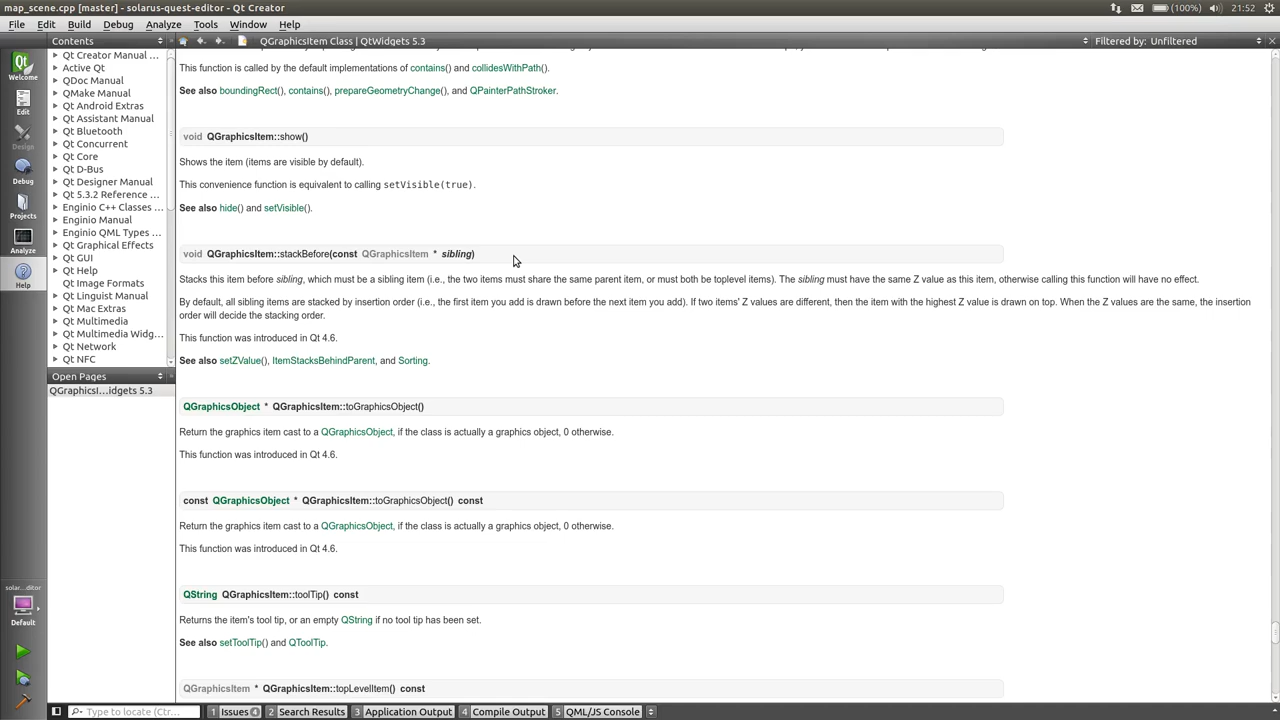 map_scene.cpp [master] - solarus-quest-editor - Qt Creator
(100%) 21:52
File Edit Build Debug Analyze Tools Window Help
Contents
QGraphicsItem Class | QtWidgets 5.3
Filtered by: Unfiltered
Welcome
Edit
Design
Debug
Projects
Analyze
Help
Qt Creator Manual ...
Active Qt
QDoc Manual
QMake Manual
Qt Android Extras
Qt Assistant Manual
Qt Bluetooth
Qt Concurrent
Qt Core
Qt D-Bus
Qt Designer Manual
Qt 5.3.2 Reference ...
Enginio C++ Classes ...
Enginio Manual
Enginio QML Types ...
Qt Graphical Effects
Qt GUI
Qt Help
Qt Image Formats
Qt Linguist Manual
Qt Mac Extras
Qt Multimedia
Qt Multimedia Widg...
Qt Network
Qt NFC
Open Pages
QGraphicsI...idgets 5.3
This function is called by the default implementations of contains() and collidesWithPath().
See also boundingRect(), contains(), prepareGeometryChange(), and QPainterPathStroker.
void QGraphicsItem::show()
Shows the item (items are visible by default).
This convenience function is equivalent to calling setVisible(true).
See also hide() and setVisible().
void QGraphicsItem::stackBefore(const QGraphicsItem * sibling)
Stacks this item before sibling, which must be a sibling item (i.e., the two items must share the same parent item, or must both be toplevel items). The sibling must have the same Z value as this item, otherwise calling this function will have no effect.
By default, all sibling items are stacked by insertion order (i.e., the first item you add is drawn before the next item you add). If two items' Z values are different, then the item with the highest Z value is drawn on top. When the Z values are the same, the insertion
order will decide the stacking order.
This function was introduced in Qt 4.6.
See also setZValue(), ItemStacksBehindParent, and Sorting.
QGraphicsObject * QGraphicsItem::toGraphicsObject()
Return the graphics item cast to a QGraphicsObject, if the class is actually a graphics object, 0 otherwise.
This function was introduced in Qt 4.6.
const QGraphicsObject * QGraphicsItem::toGraphicsObject() const
Return the graphics item cast to a QGraphicsObject, if the class is actually a graphics object, 0 otherwise.
This function was introduced in Qt 4.6.
QString QGraphicsItem::toolTip() const
Returns the item's tool tip, or an empty QString if no tool tip has been set.
See also setToolTip() and QToolTip.
QGraphicsItem * QGraphicsItem::topLevelItem() const
solar...ditor
Default
Type to locate (Ctrl...
1 Issues 4
2 Search Results
3 Application Output
4 Compile Output
5 QML/JS Console